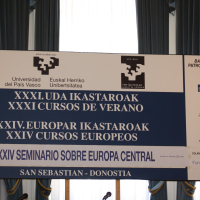 Universidad Euskal Herriko
del País Vasco Unibertsitatea
XXXI.UDA IKASTAROAK
XXXI CURSOS DE VERANO
XXIV.EUROPAR IKASTAROAK
XXIV CURSOS EUROPEOS
XXIV SEMINARIO SOBRE EUROPA CENTRAL
SAN SEBASTIAN - DONOSTIA